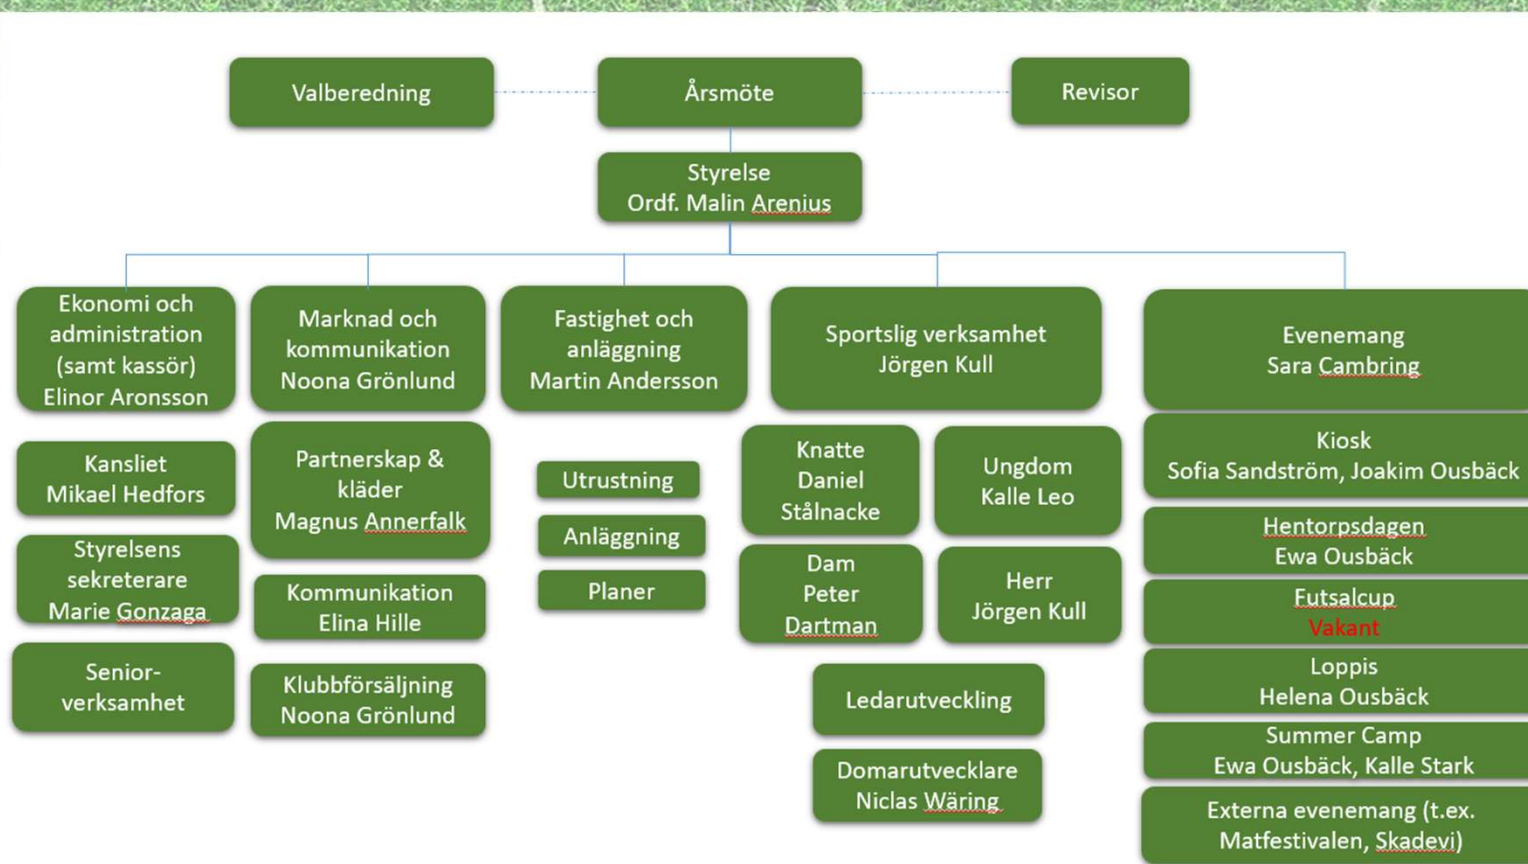 Valberedning
Årsmöte
Revisor
Styrelse
Ordf. Malin Arenius
Ekonomi och
administration
(samt kassör)
Elinor Aronsson
Marknad och
kommunikation
Noona Grönlund
Fastighet och
anläggning
Martin Andersson
Sportslig verksamhet
Jörgen Kull
Evenemang
Sara Cambring
Kansliet
Mikael Hedfors
Styrelsens
sekreterare
Marie Gonzaga
Senior-
verksamhet
Partnerskap &
kläder
Magnus Annerfalk
Kommunikation
Elina Hille
Klubbförsäljning
Noona Grönlund
Utrustning
Anläggning
Planer
Knatte
Daniel
Stålnacke
Ungdom
Kalle Leo
Dam
Peter
Dartman
Herr
Jörgen Kull
Ledarutveckling
Domarutvecklare
Niclas Wäring
Kiosk
Sofia Sandström, Joakim Ousbäck
Hentorpsdagen
Ewa Ousbäck
Futsalcup
Vakant
Loppis
Helena Ousbäck
Summer Camp
Ewa Ousbäck, Kalle Stark
Externa evenemang (t.ex.
Matfestivalen, Skadevi)